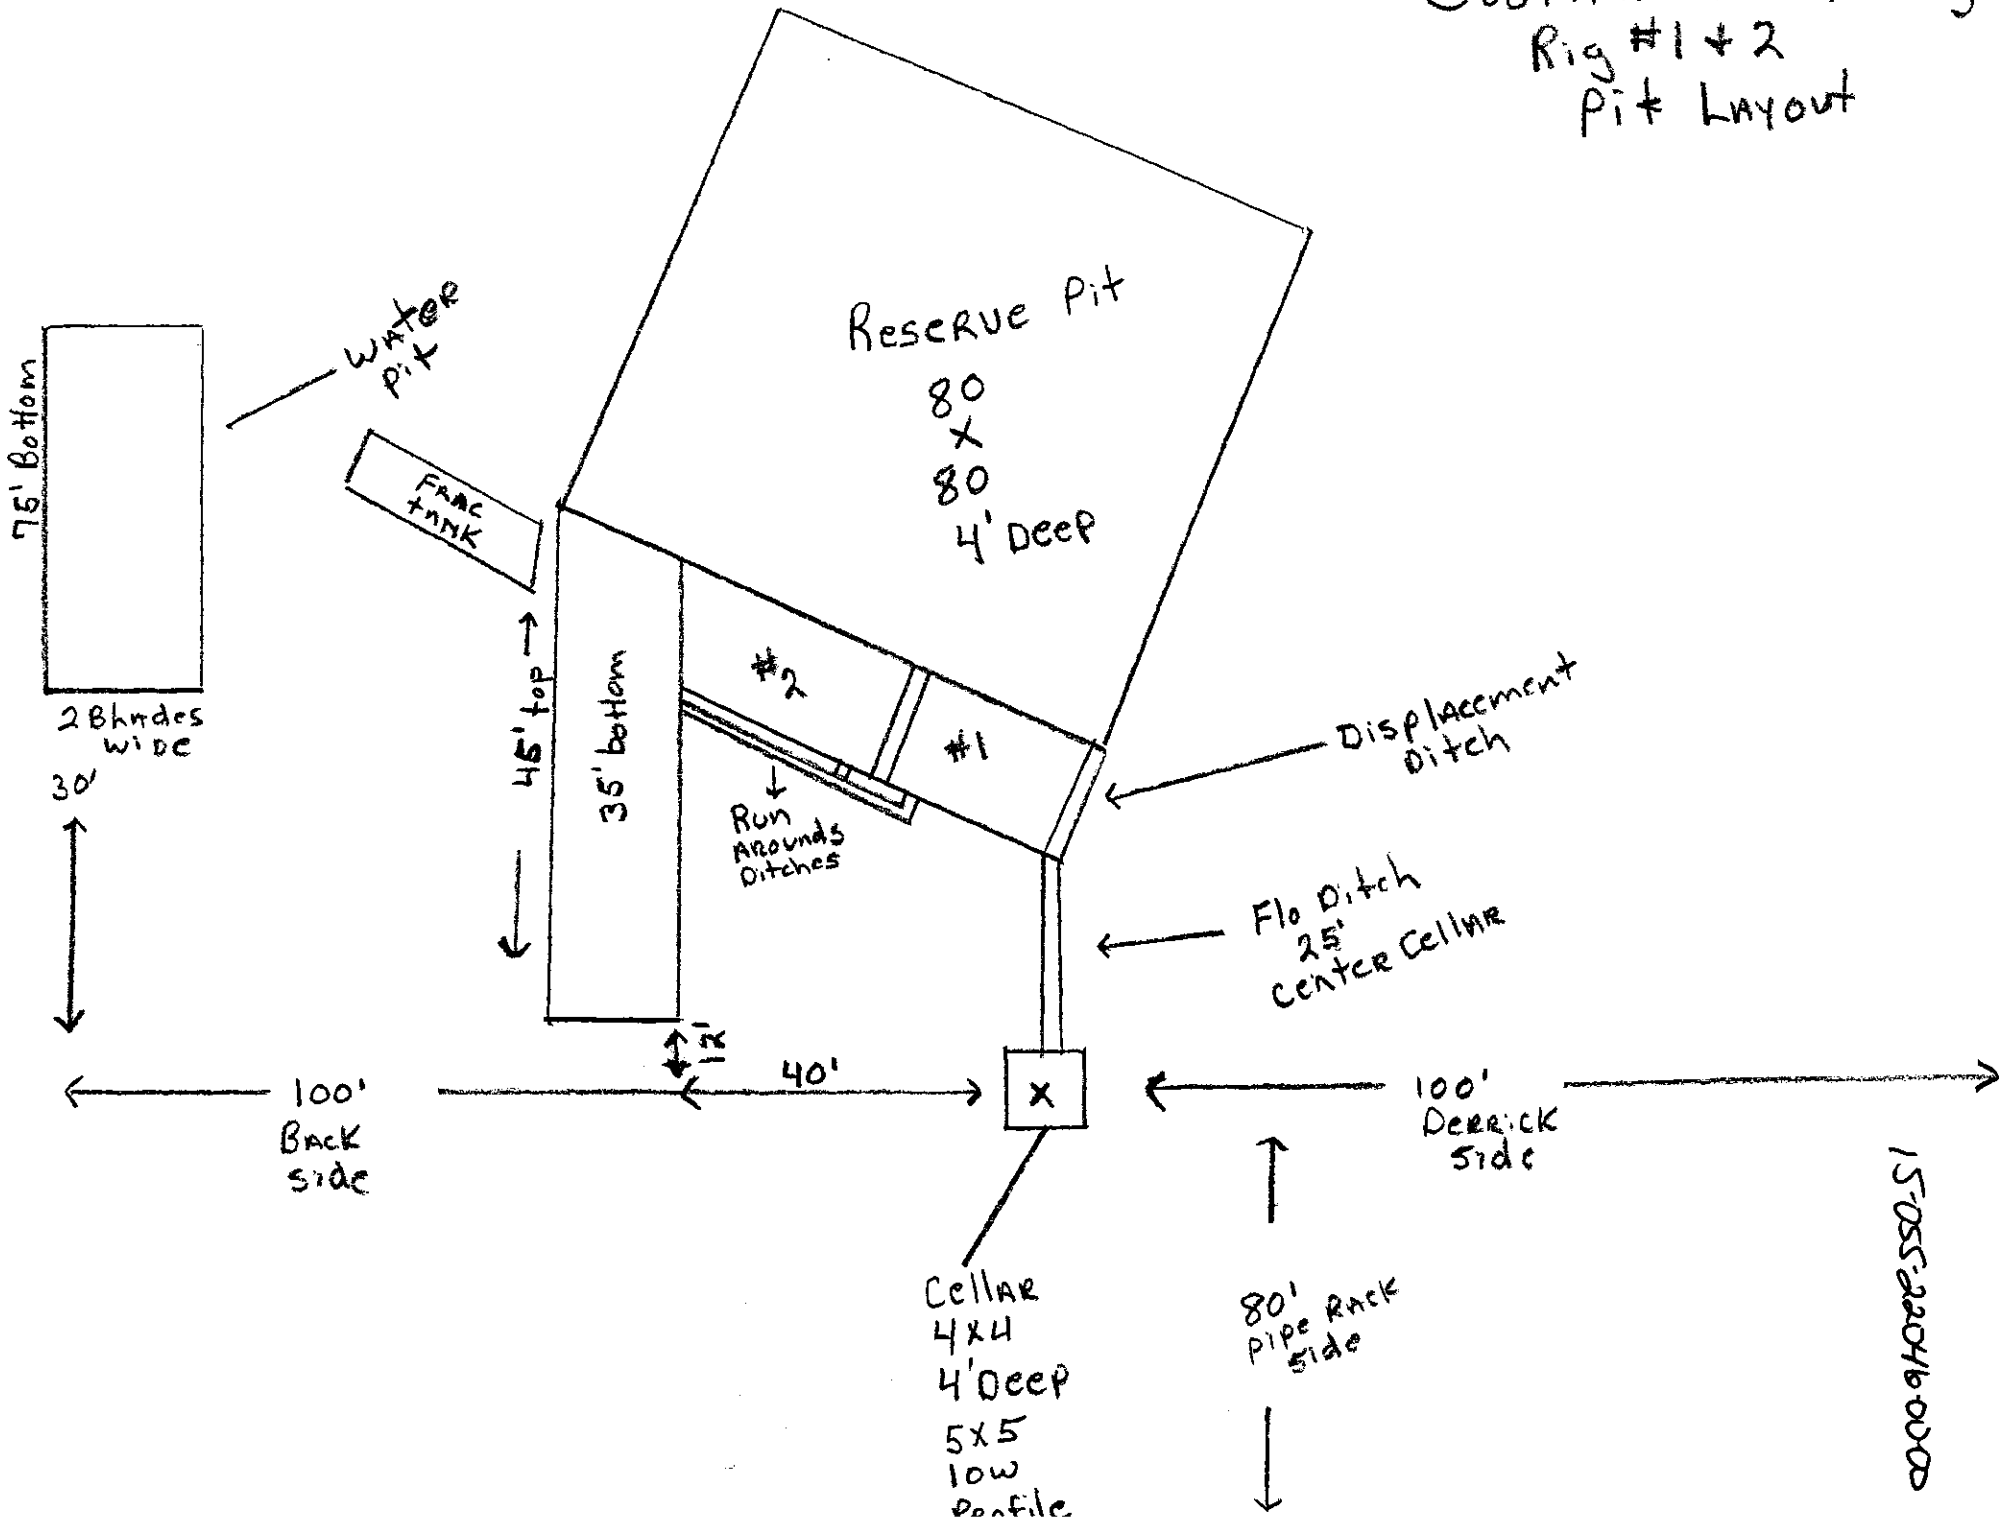 Rig #1 + 2
Pit Layout
Reserve Pit
80
X
80
4' Deep
Water
Pit
75' Bottom
2 Blades
wide
30'
Frac
tank
45' top
35' bottom
#2
#1
Run
Arounds
Ditches
Displacement
Ditch
Flo Ditch
25'
Center Cellar
12'
100'
Back
side
40'
X
100'
Derrick
side
Cellar
4x4
4' Deep
5x5
low
80'
Pipe Rack
side
15-055-22046-0000